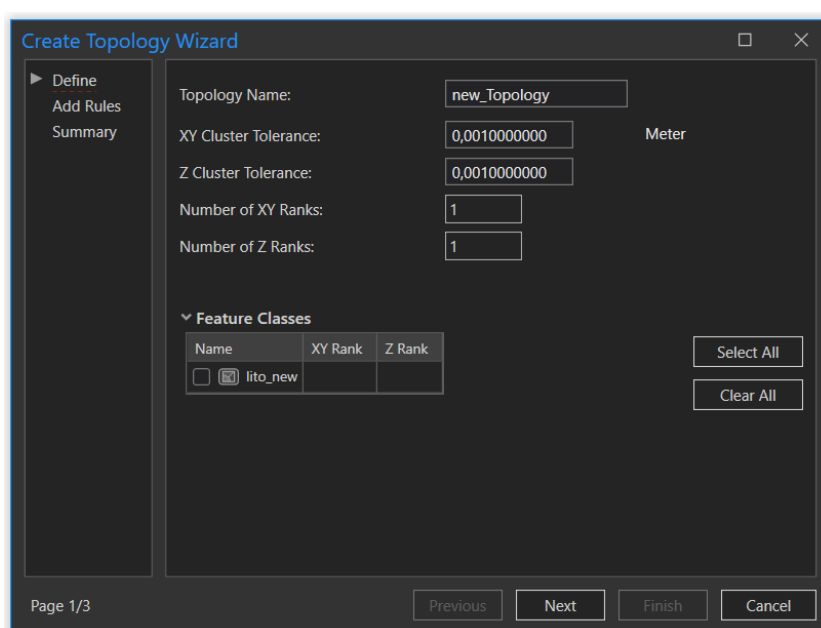 Create Topology Wizard
Define
Add Rules
Summary
Topology Name: new_Topology
XY Cluster Tolerance: 0,0010000000 Meter
Z Cluster Tolerance: 0,0010000000
Number of XY Ranks: 1
Number of Z Ranks: 1
Feature Classes
Name XY Rank Z Rank
lito_new
Select All
Clear All
Page 1/3 Previous Next Finish Cancel